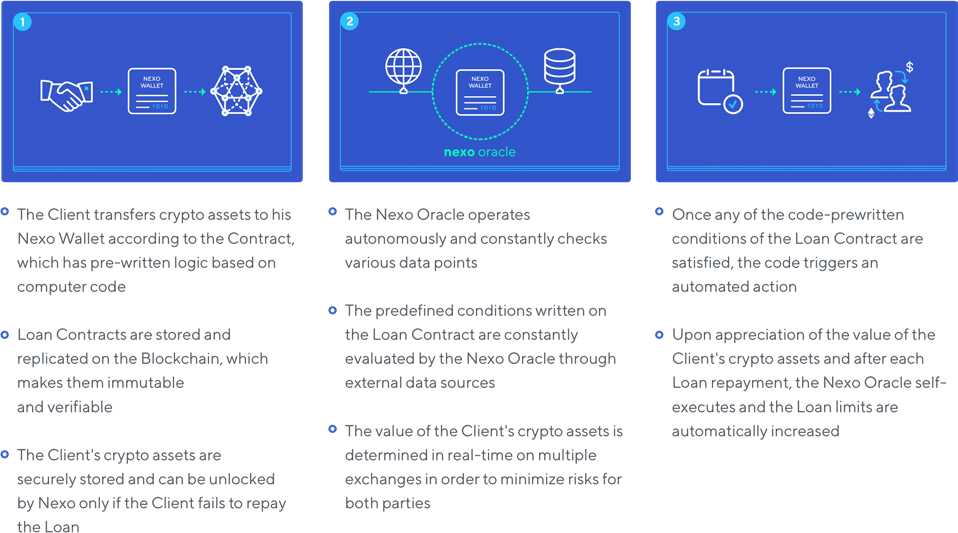 1
NEXO
WALLET
1010
The Client transfers crypto assets to his
Nexo Wallet according to the Contract,
which has pre-written logic based on
computer code
Loan Contracts are stored and
replicated on the Blockchain, which
makes them immutable
and verifiable
The Client's crypto assets are
securely stored and can be unlocked
by Nexo only if the Client fails to repay
the Loan
2
NEXO
WALLET
1010
nexo oracle
The Nexo Oracle operates
autonomously and constantly checks
various data points
The predefined conditions written on
the Loan Contract are constantly
evaluated by the Nexo Oracle through
external data sources
The value of the Client's crypto assets is
determined in real-time on multiple
exchanges in order to minimize risks for
both parties
3
NEXO
WALLET
1010
$
Once any of the code-prewritten
conditions of the Loan Contract are
satisfied, the code triggers an
automated action
Upon appreciation of the value of the
Client's crypto assets and after each
Loan repayment, the Nexo Oracle self-
executes and the Loan limits are
automatically increased